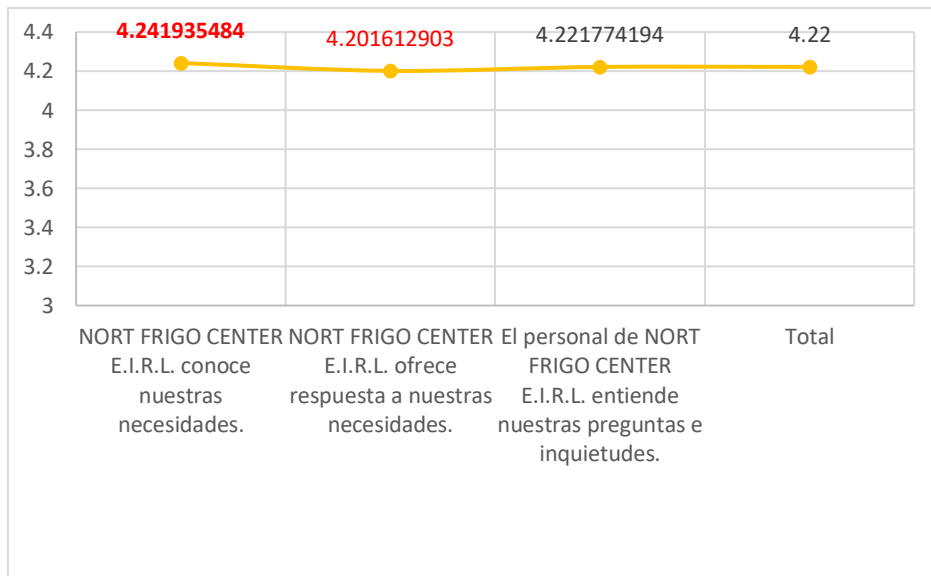 4.4
4.2
4
3.8
3.6
3.4
3.2
3
4.241935484
4.201612903
4.221774194
4.22
NORT FRIGO CENTER
E.I.R.L. conoce
nuestras
necesidades.
NORT FRIGO CENTER
E.I.R.L. ofrece
respuesta a nuestras
necesidades.
El personal de NORT
FRIGO CENTER
E.I.R.L. entiende
nuestras preguntas e
inquietudes.
Total